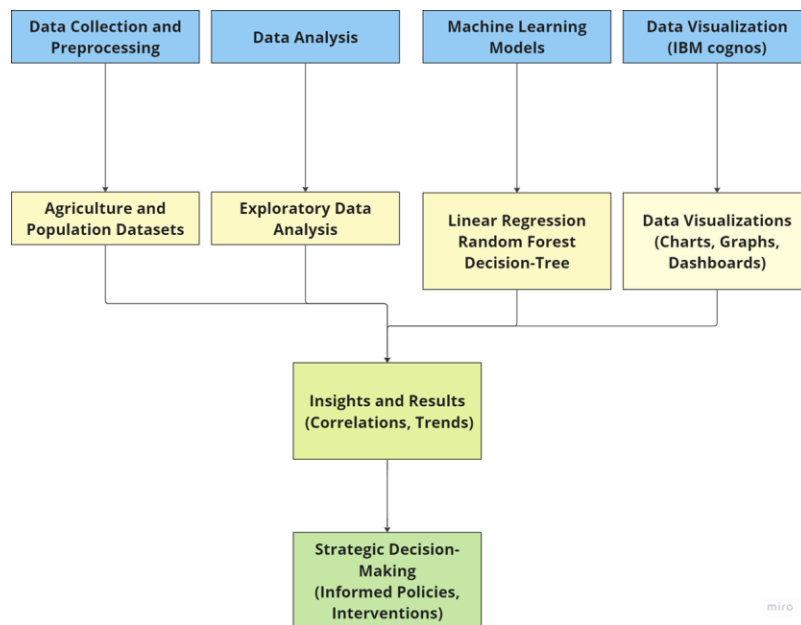 Data Collection and
Preprocessing
Data Analysis
Machine Learning
Models
Data Visualization
(IBM cognos)
Agriculture and
Population Datasets
Exploratory Data
Analysis
Linear Regression
Random Forest
Decision-Tree
Data Visualizations
(Charts, Graphs,
Dashboards)
Insights and Results
(Correlations, Trends)
Strategic Decision-
Making
(Informed Policies,
Interventions)
miro